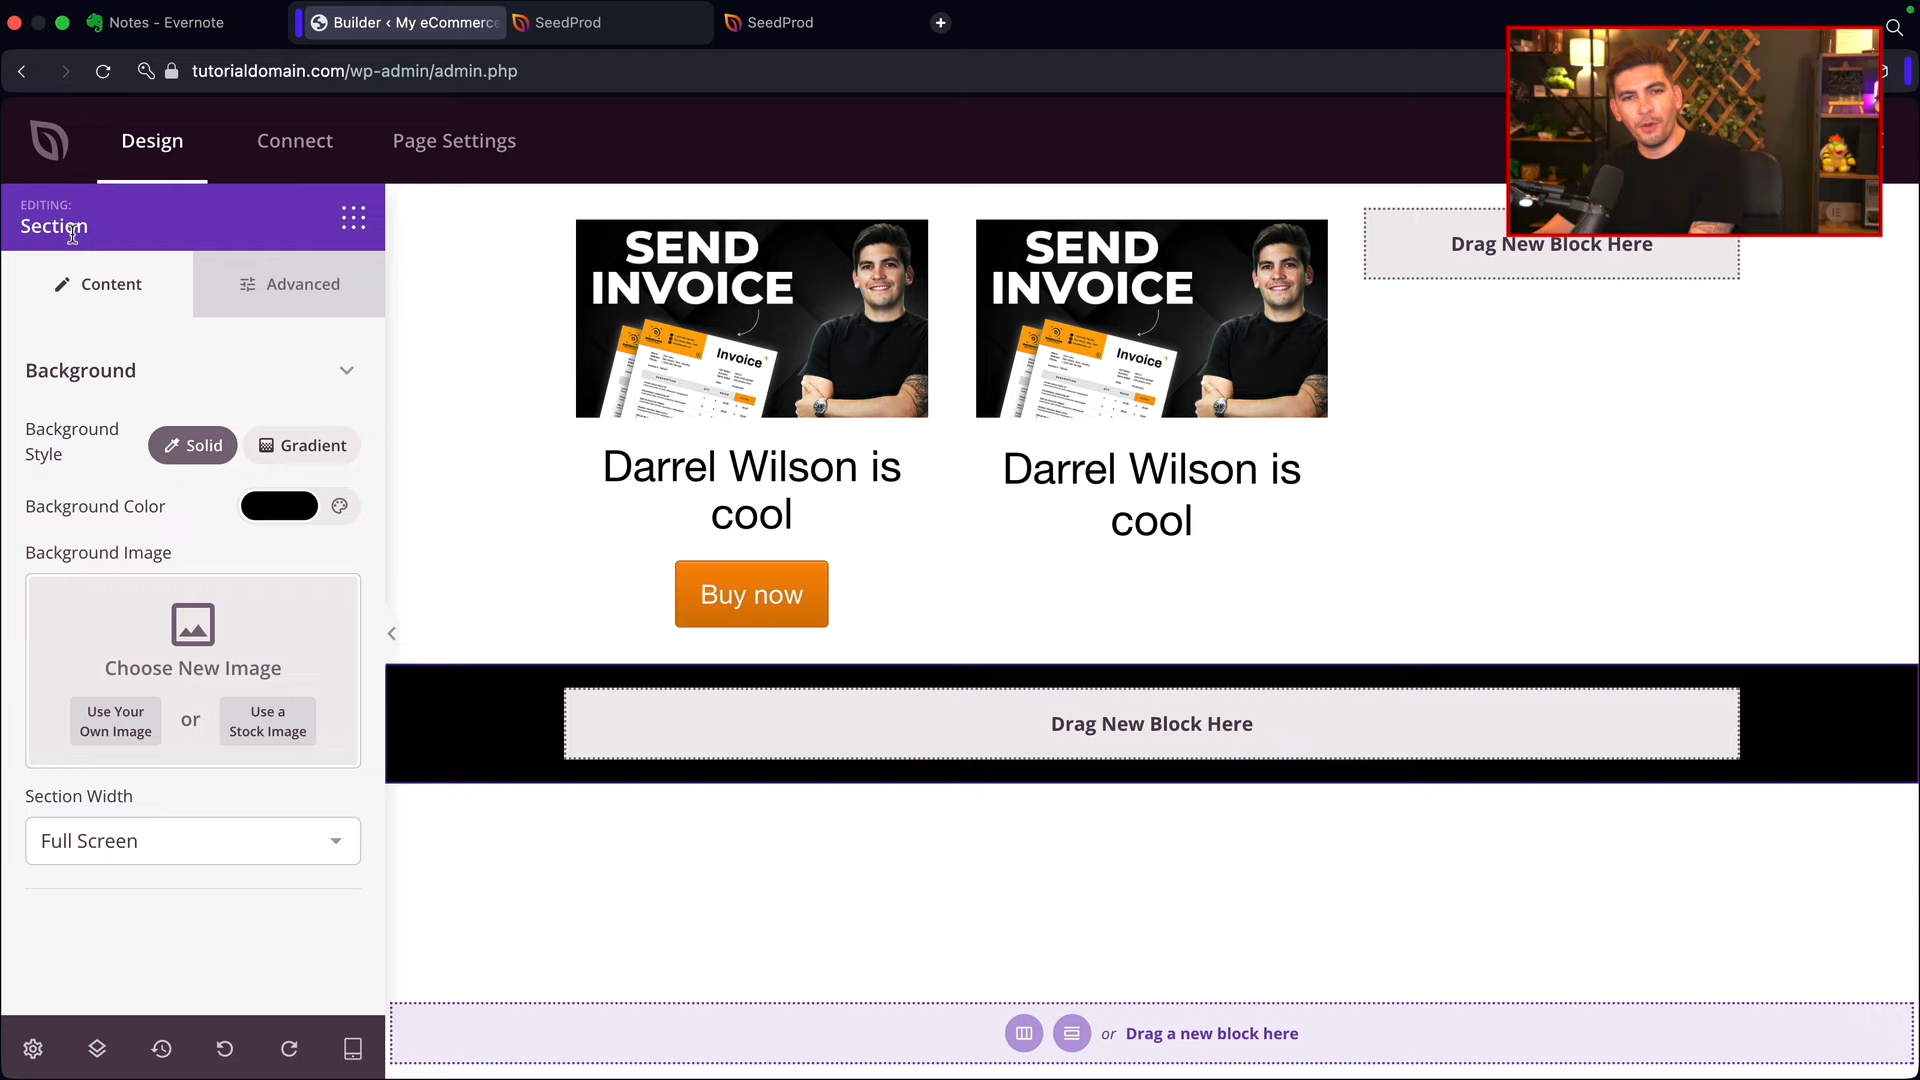 Notes - Evernote
Builder < My eCommerce
SeedProd
SeedProd
tutorialdomain.com/wp-admin/admin.php
Design
Connect
Page Settings
EDITING:
Section
Content
Advanced
Background
Background
Style
Solid
Gradient
Background Color
Background Image
Choose New Image
Use Your
Own Image
or
Use a
Stock Image
Section Width
Full Screen
SEND
INVOICE
Invoice
SEND
INVOICE
Invoice
Drag New Block Here
Darrel Wilson is
cool
Darrel Wilson is
cool
Buy now
Drag New Block Here
or Drag a new block here